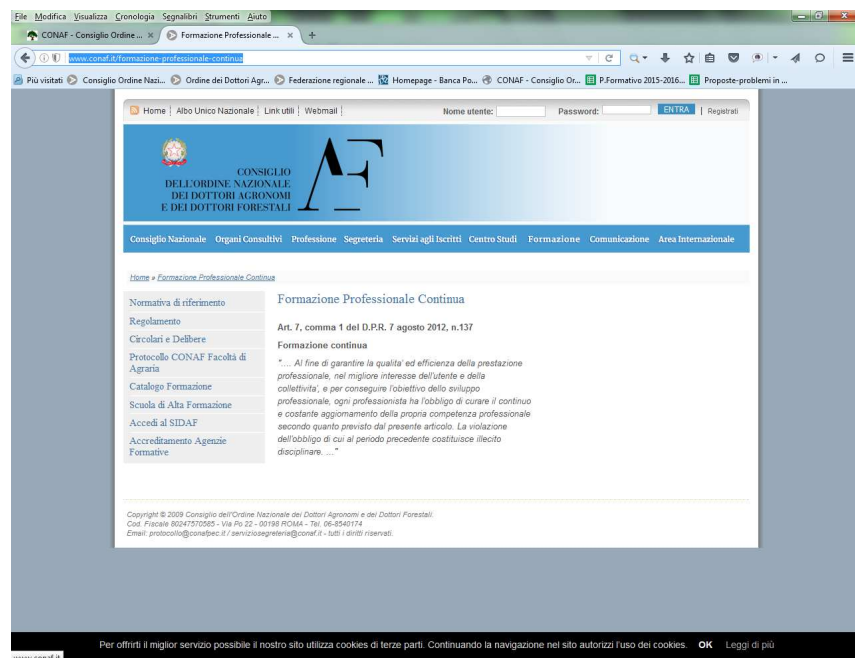 File Modifica Visualizza Cronologia Segnalibri Strumenti Aiuto
CONAF - Consiglio Ordine ... × Formazione Professionale ... × +
www.conaf.it/formazione-professionale-continua
Più visitati Consiglio Ordine Nazi... Ordine dei Dottori Agr... Federazione regionale ... Homepage - Banca Po... CONAF - Consiglio Or... P.Formativo 2015-2016... Proposte-problemi in ...
Home Albo Unico Nazionale Link utili Webmail Nome utente: Password: ENTRA | Registrati
CONSIGLIO
DELL'ORDINE NAZIONALE
DEI DOTTORI AGRONOMI
E DEI DOTTORI FORESTALI
AF
Consiglio Nazionale Organi Consultivi Professione Segreteria Servizi agli Iscritti Centro Studi Formazione Comunicazione Area Internazionale
Home » Formazione Professionale Continua
Normativa di riferimento
Regolamento
Circolari e Delibere
Protocollo CONAF Facoltà di
Agraria
Catalogo Formazione
Scuola di Alta Formazione
Accedi al SIDAF
Accreditamento Agenzie
Formative
Formazione Professionale Continua
Art. 7, comma 1 del D.P.R. 7 agosto 2012, n.137
Formazione continua
".... Al fine di garantire la qualita' ed efficienza della prestazione
professionale, nel migliore interesse dell'utente e della
collettivita', e per conseguire l'obiettivo dello sviluppo
professionale, ogni professionista ha l'obbligo di curare il continuo
e costante aggiornamento della propria competenza professionale
secondo quanto previsto dal presente articolo. La violazione
dell'obbligo di cui al periodo precedente costituisce illecito
disciplinare. ..."
Copyright © 2009 Consiglio dell'Ordine Nazionale dei Dottori Agronomi e dei Dottori Forestali.
Cod. Fiscale 80247570585 - Via Po 22 - 00198 ROMA - Tel. 06-8540174
Email: protocollo@conafpec.it / serviziosegreteria@conaf.it - tutti i diritti riservati.
Per offrirti il miglior servizio possibile il nostro sito utilizza cookies di terze parti. Continuando la navigazione nel sito autorizzi l'uso dei cookies. OK Leggi di più
www.conaf.it